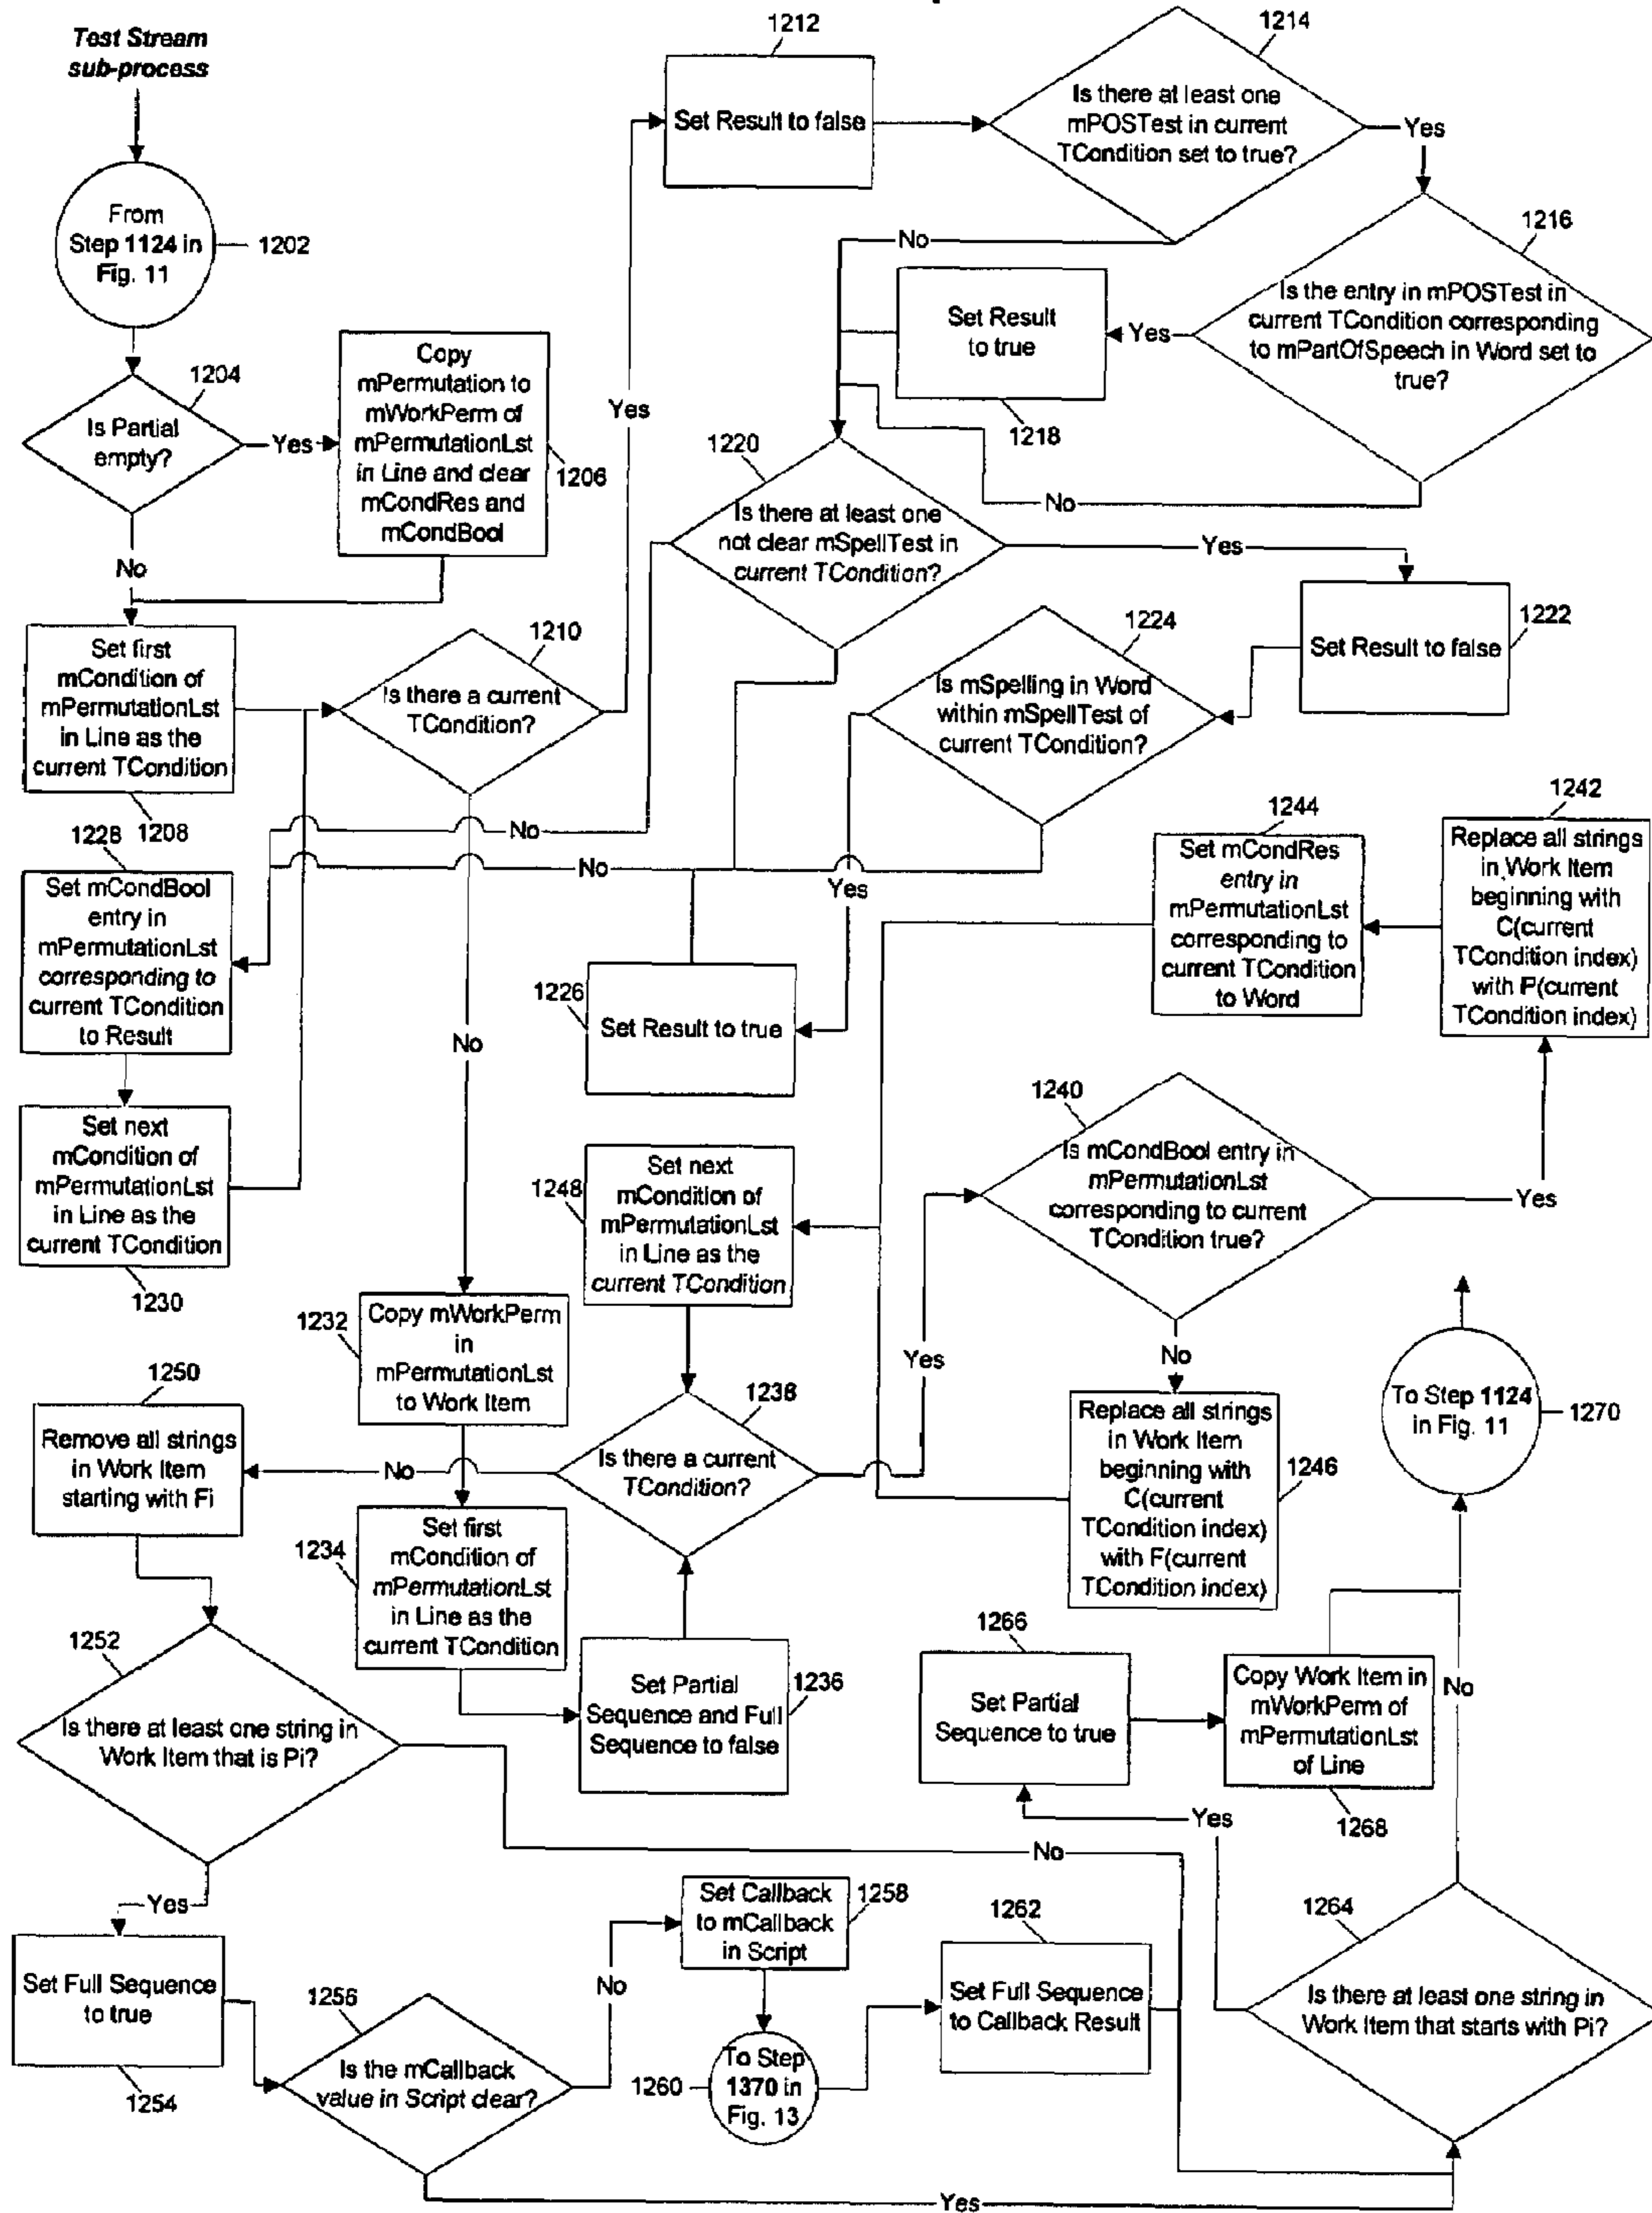 Test Stream
sub-process
From
Step 1124 in
Fig. 11
1202
1204
Is Partial
empty?
Yes
No
Copy
mPermutation to
mWorkPerm of
mPermutationLst
in Line and clear
mCondRes and
mCondBool
1206
Set first
mCondition of
mPermutationLst
in Line as the
current TCondition
1208
1210
Is there a current
TCondition?
Yes
No
1212
Set Result to false
1214
Is there at least one
mPOSTest in current
TCondition set to true?
Yes
No
1216
Is the entry in mPOSTest in
current TCondition corresponding
to mPartOfSpeech in Word set to
true?
Yes
No
Set Result
to true
1218
1220
Is there at least one
not clear mSpellTest in
current TCondition?
Yes
No
Set Result to false
1222
1224
Is mSpelling in Word
within mSpellTest of
current TCondition?
No
Yes
1226
Set Result to true
1228
Set mCondBool
entry in
mPermutationLst
corresponding to
current TCondition
to Result
Set next
mCondition of
mPermutationLst
in Line as the
current TCondition
1230
1232
Copy mWorkPerm
in
mPermutationLst
to Work Item
1234
Set first
mCondition of
mPermutationLst
in Line as the
current TCondition
Set Partial
Sequence and Full
Sequence to false
1236
1238
Is there a current
TCondition?
No
Yes
1240
Is mCondBool entry in
mPermutationLst
corresponding to current
TCondition true?
Yes
No
1242
Replace all strings
in Work Item
beginning with
C(current
TCondition index)
with P(current
TCondition index)
1244
Set mCondRes
entry in
mPermutationLst
corresponding to
current TCondition
to Word
Replace all strings
in Work Item
beginning with
C(current
TCondition index)
with F(current
TCondition index)
1246
1248
Set next
mCondition of
mPermutationLst
in Line as the
current TCondition
1250
Remove all strings
in Work Item
starting with Fi
1252
Is there at least one string in
Work Item that is Pi?
Yes
No
Set Full Sequence
to true
1254
1256
Is the mCallback
value in Script clear?
No
Yes
Set Callback
to mCallback
in Script
1258
1260
To Step
1370 in
Fig. 13
1262
Set Full Sequence
to Callback Result
1264
Is there at least one string in
Work Item that starts with Pi?
Yes
No
1266
Set Partial
Sequence to true
Copy Work Item in
mWorkPerm of
mPermutationLst
of Line
1268
To Step 1124
in Fig. 11
1270